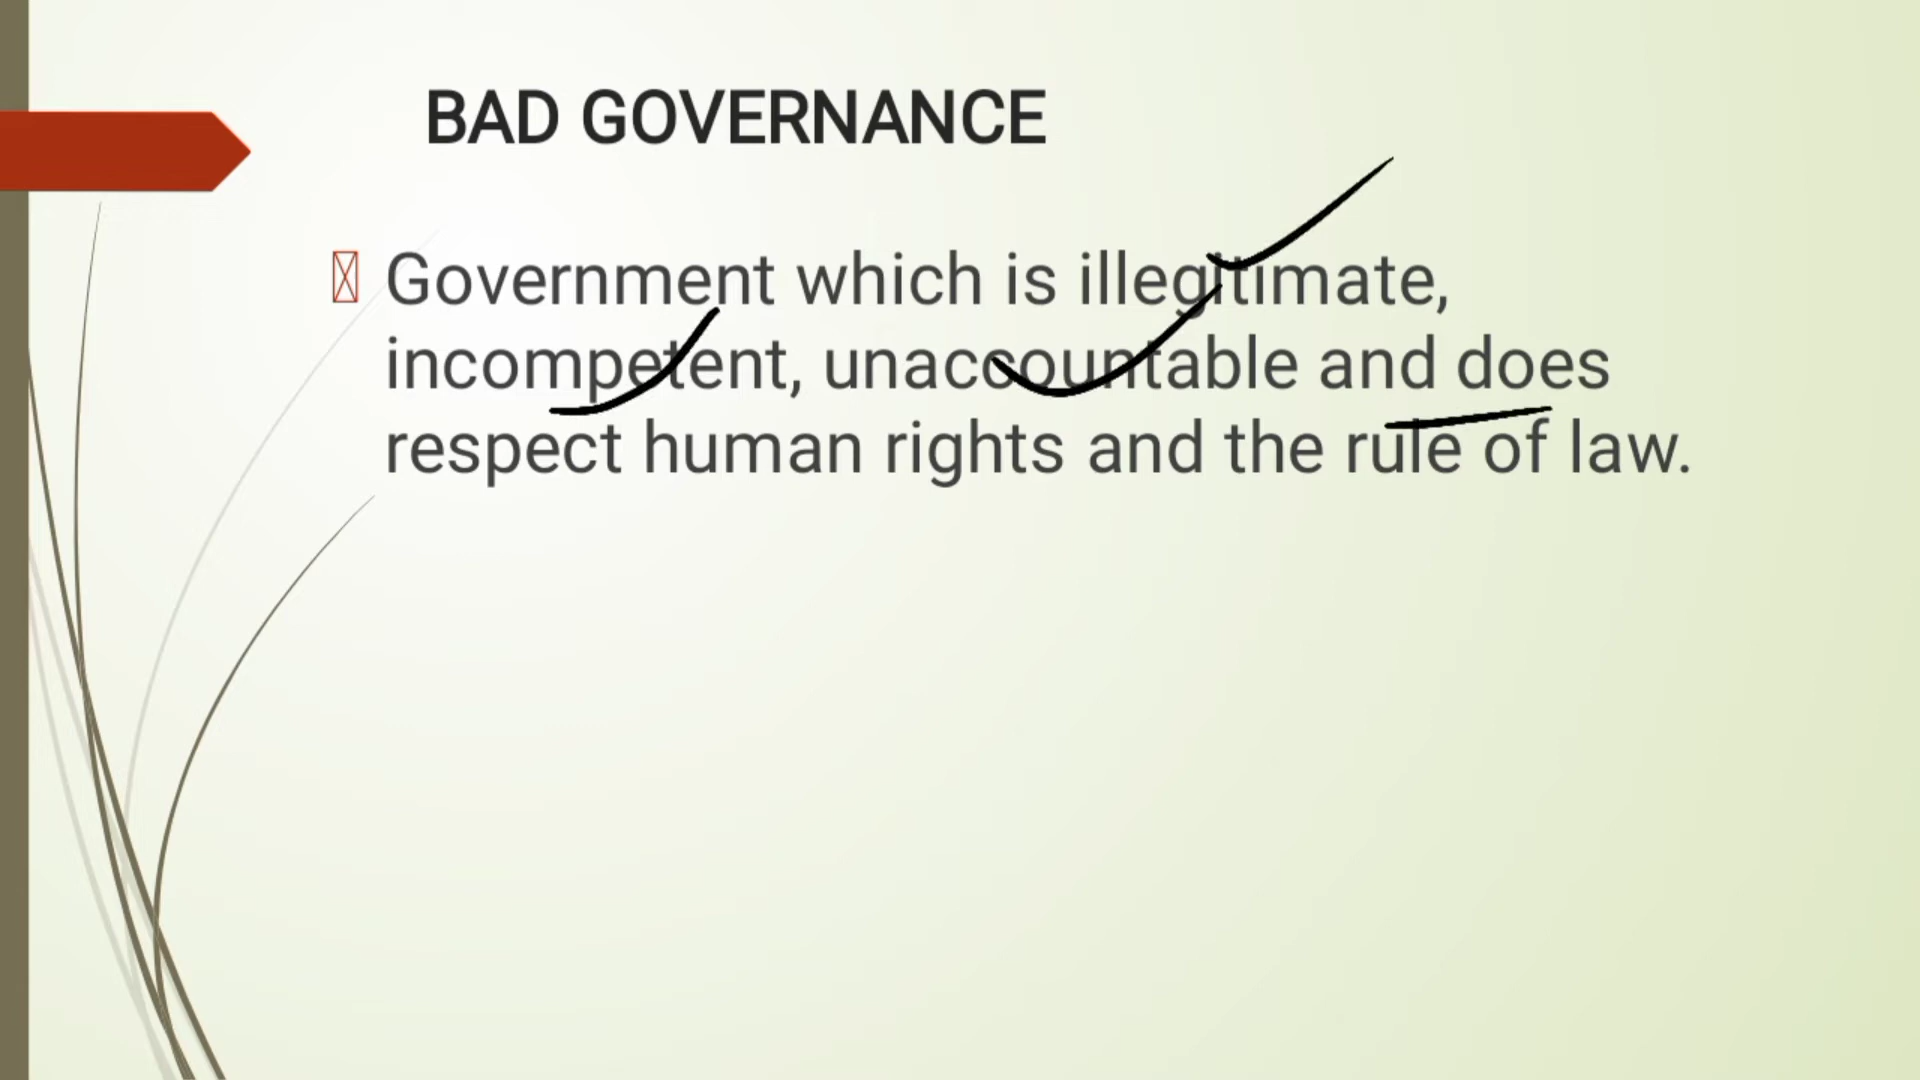 BAD GOVERNANCE
Government which is illegitimate,
incompetent, unaccountable and does
respect human rights and the rule of law.